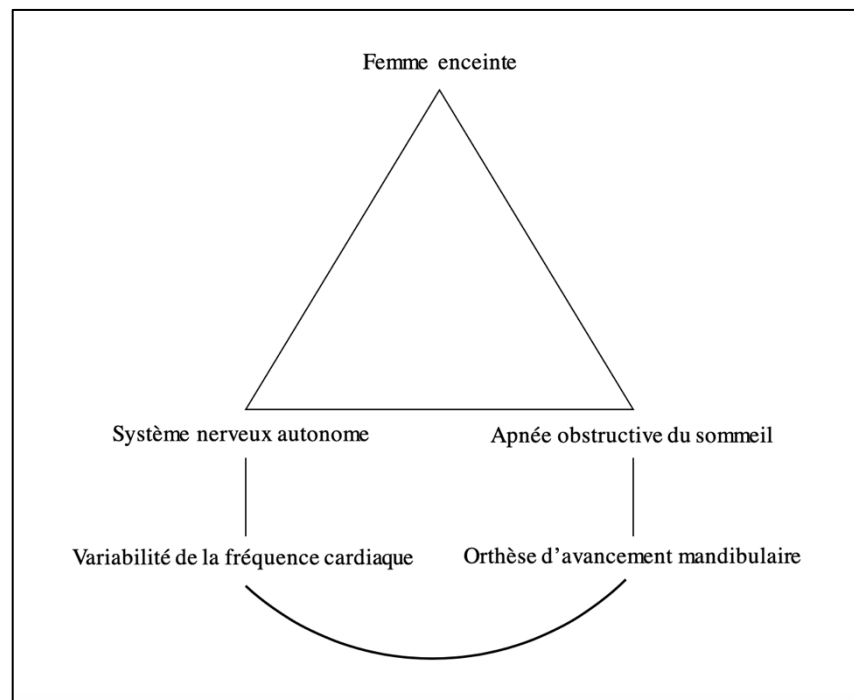 Femme enceinte
Système nerveux autonome
Apnée obstructive du sommeil
Variabilité de la fréquence cardiaque
Orthèse d’avancement mandibulaire